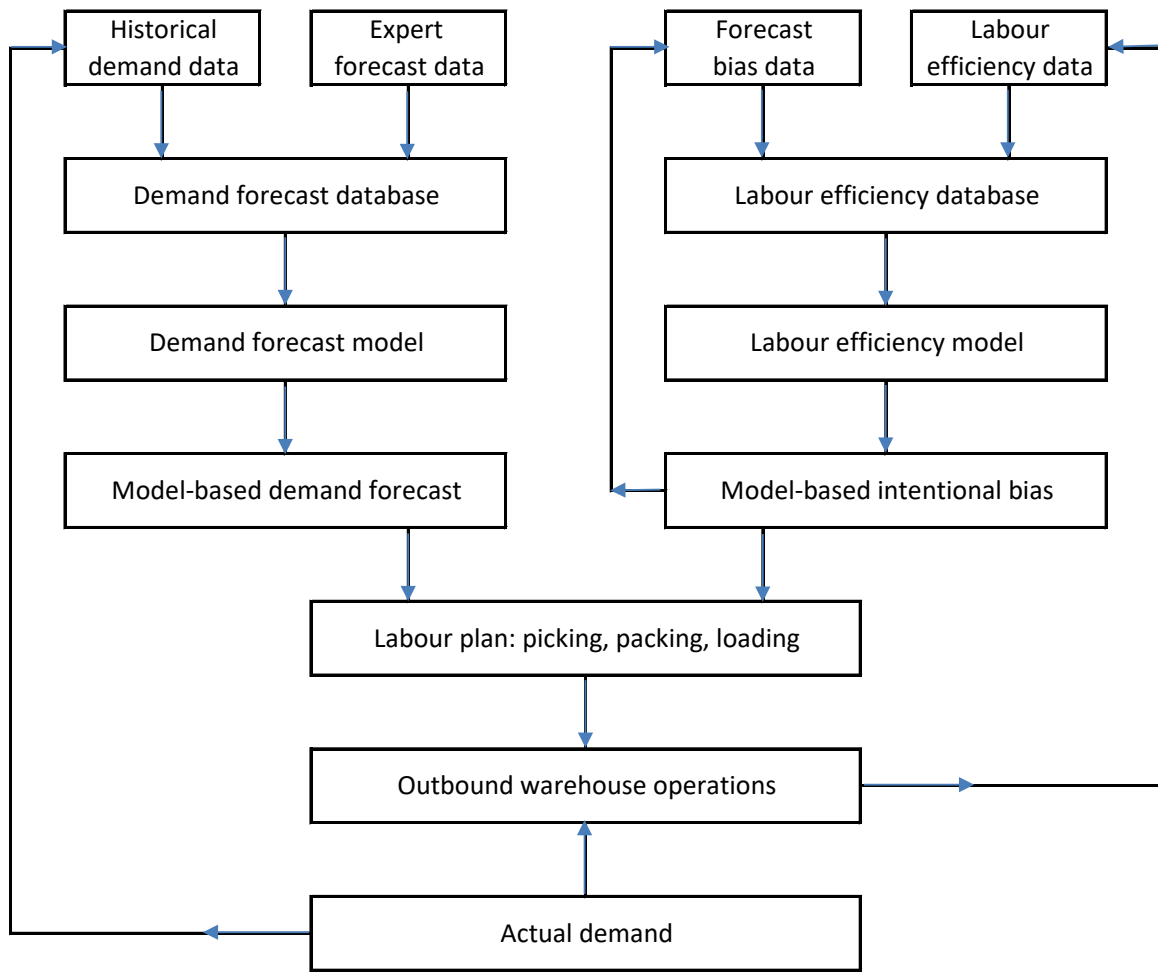 Historical
demand data
Expert
forecast data
Forecast
bias data
Labour
efficiency data
Demand forecast database
Labour efficiency database
Demand forecast model
Labour efficiency model
Model-based demand forecast
Model-based intentional bias
Labour plan: picking, packing, loading
Outbound warehouse operations
Actual demand